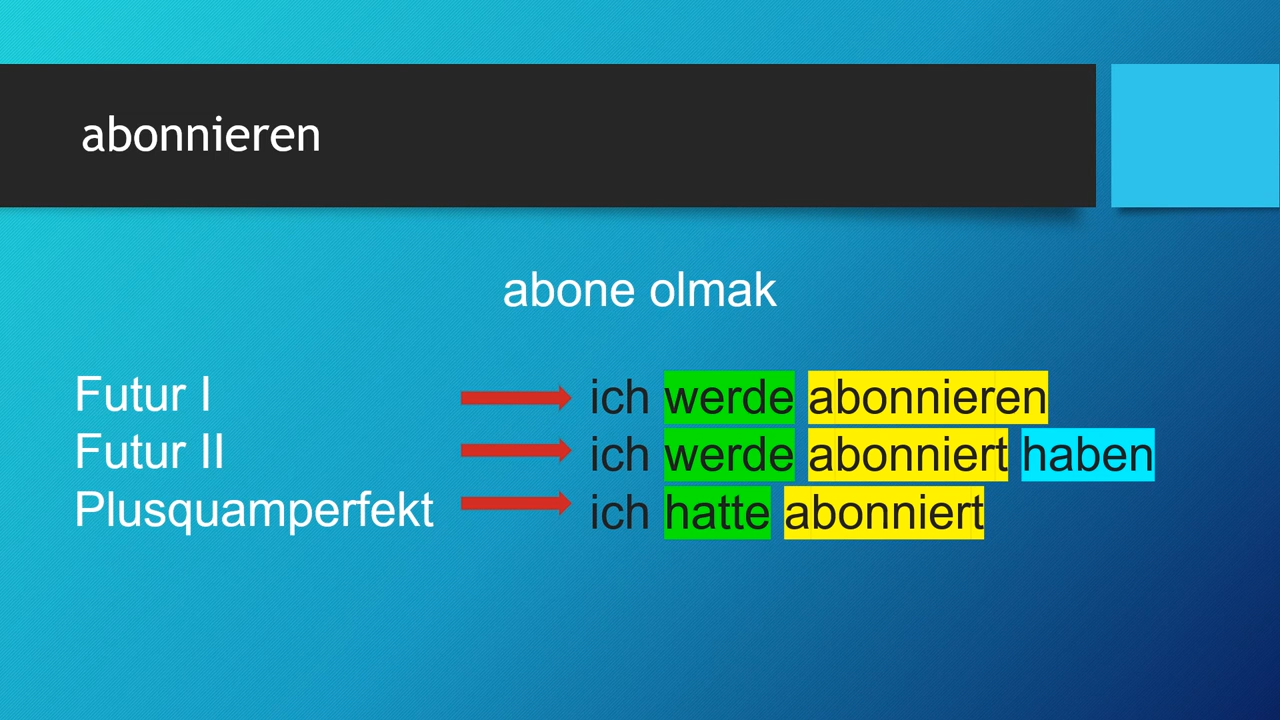 abonnieren
abone olmak
Futur I ich werde abonnieren
Futur II ich werde abonniert haben
Plusquamperfekt ich hatte abonniert